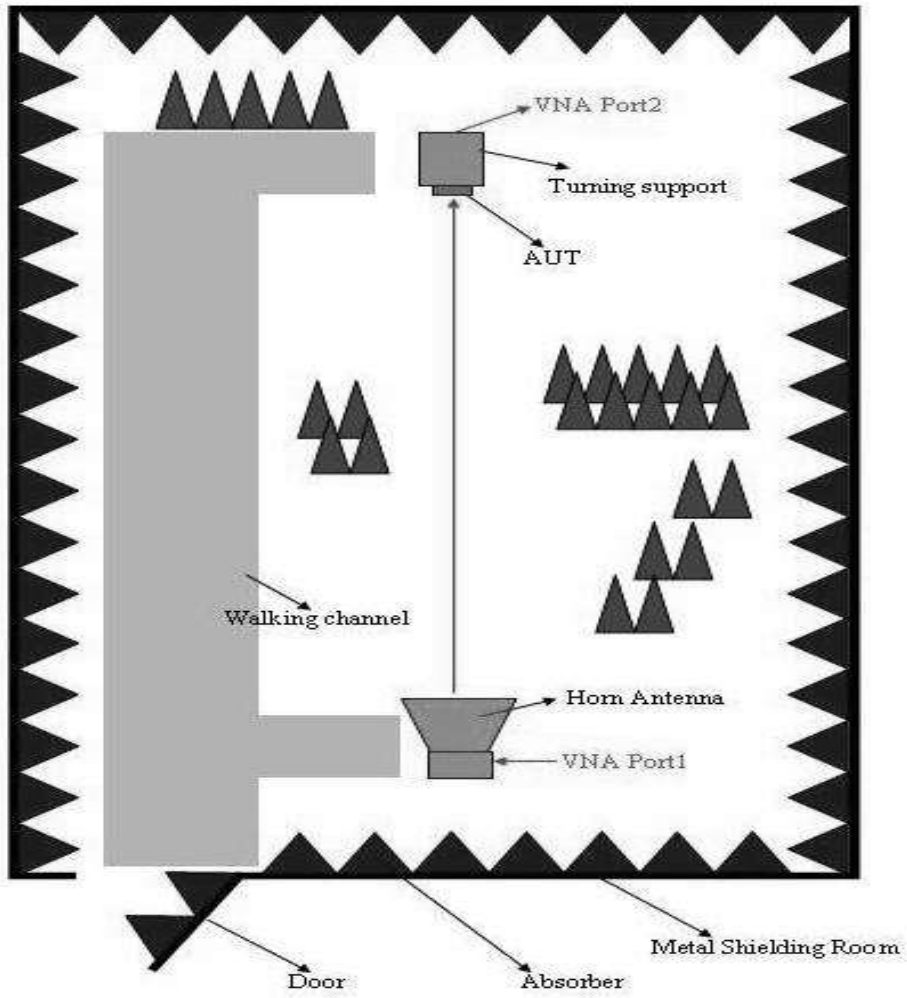 VNA Port2
Turning support
AUT
Walking channel
Horn Antenna
VNA Port1
Metal Shielding Room
Door
Absorber